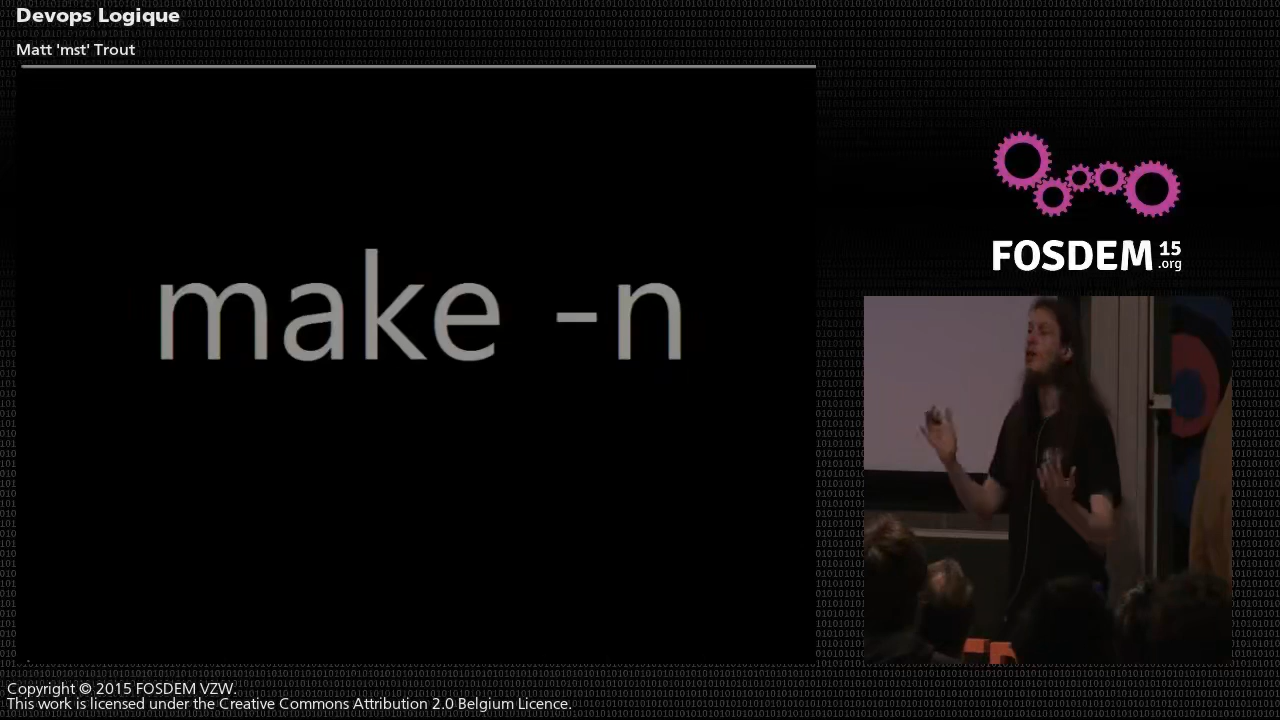 Devops Logique
Matt 'mst' Trout
make -n
FOSDEM 15
.org
Copyright © 2015 FOSDEM VZW.
This work is licensed under the Creative Commons Attribution 2.0 Belgium Licence.